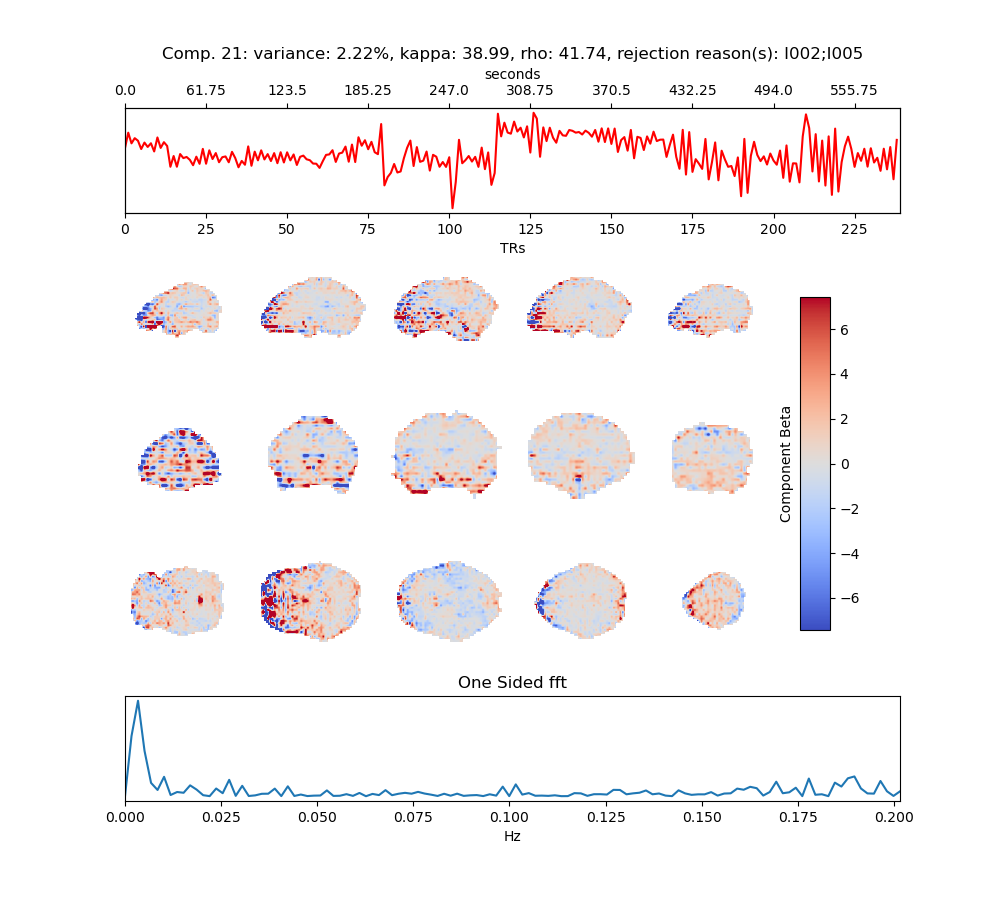 Comp. 21: variance: 2.22%, kappa: 38.99, rho: 41.74, rejection reason(s): I002;I005
seconds
0.0 61.75 123.5 185.25 247.0 308.75 370.5 432.25 494.0 555.75
0 25 50 75 100 125 150 175 200 225
TRs
6
4
2
0
−2
−4
−6
Component Beta
One Sided fft
0.000 0.025 0.050 0.075 0.100 0.125 0.150 0.175 0.200
Hz